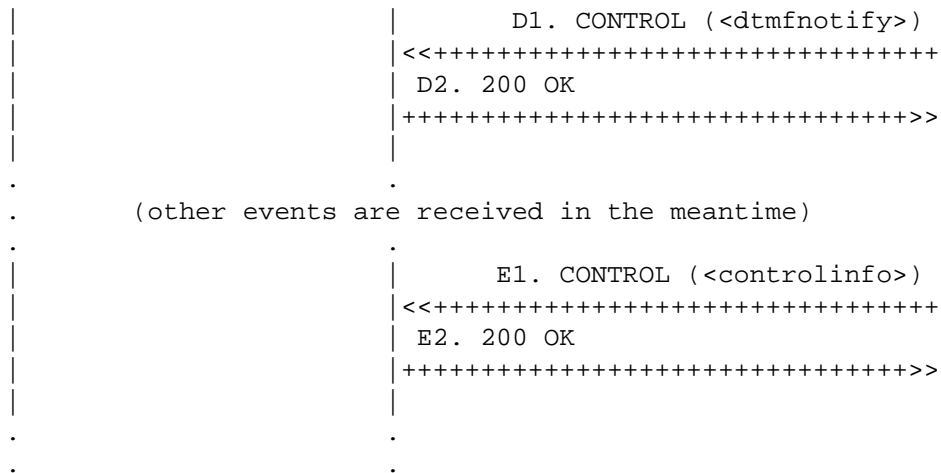 |                       |       D1. CONTROL (<dtmfnotify>)
|                       |<<++++++++++++++++++++++++++++++++
|                       | D2. 200 OK
|                       |++++++++++++++++++++++++++++++++>>
|                       |
.                       .
.      (other events are received in the meantime)
.                       .
|                       |      E1. CONTROL (<controlinfo>)
|                       |<<++++++++++++++++++++++++++++++++
|                       | E2. 200 OK
|                       |++++++++++++++++++++++++++++++++>>
|                       |
.                       .
.                       .